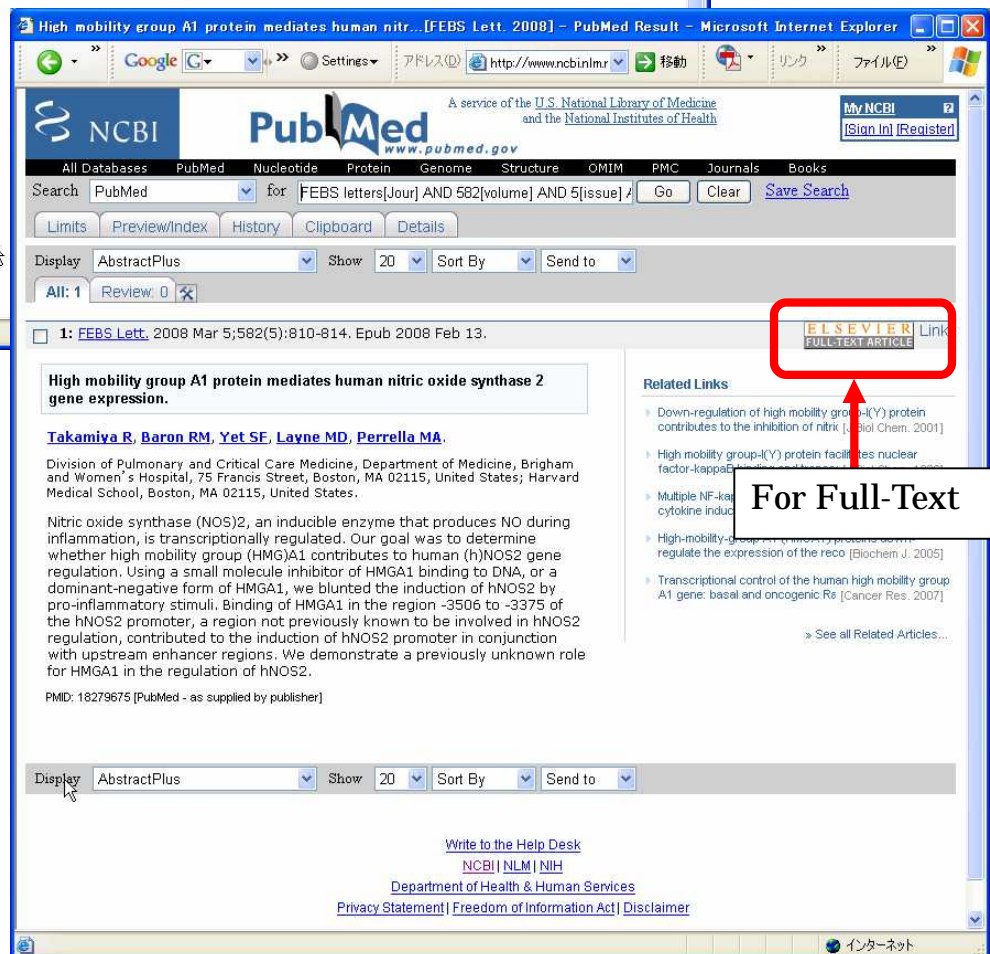 High mobility group A1 protein mediates human nitr...[FEBS Lett. 2008] - PubMed Result - Microsoft Internet Explorer
Google G Settings アドレス(D) http://www.ncbi.nlm.r 移動 リンク ファイル(F)
NCBI
PubMed
www.pubmed.gov
A service of the U.S. National Library of Medicine
and the National Institutes of Health
My NCBI
[Sign In] [Register]
All Databases PubMed Nucleotide Protein Genome Structure OMIM PMC Journals Books
Search PubMed for FEBS letters[Jour] AND 582[volume] AND 5[issue] Go Clear Save Search
Limits Preview/Index History Clipboard Details
Display AbstractPlus Show 20 Sort By Send to
All: 1 Review: 0
1: FEBS Lett. 2008 Mar 5;582(5):810-814. Epub 2008 Feb 13.
ELSEVIER
FULL-TEXT ARTICLE
Link
High mobility group A1 protein mediates human nitric oxide synthase 2
gene expression.
Takamiya R, Baron RM, Yet SF, Layne MD, Perrella MA.
Division of Pulmonary and Critical Care Medicine, Department of Medicine, Brigham
and Women's Hospital, 75 Francis Street, Boston, MA 02115, United States; Harvard
Medical School, Boston, MA 02115, United States.
Nitric oxide synthase (NOS)2, an inducible enzyme that produces NO during
inflammation, is transcriptionally regulated. Our goal was to determine
whether high mobility group (HMG)A1 contributes to human (h)NOS2 gene
regulation. Using a small molecule inhibitor of HMGA1 binding to DNA, or a
dominant-negative form of HMGA1, we blunted the induction of hNOS2 by
pro-inflammatory stimuli. Binding of HMGA1 in the region -3506 to -3375 of
the hNOS2 promoter, a region not previously known to be involved in hNOS2
regulation, contributed to the induction of hNOS2 promoter in conjunction
with upstream enhancer regions. We demonstrate a previously unknown role
for HMGA1 in the regulation of hNOS2.
PMID: 18279675 [PubMed - as supplied by publisher]
Related Links
Down-regulation of high mobility group-I(Y) protein
contributes to the inhibition of nitric [J Biol Chem. 2001]
High mobility group-I(Y) protein facilitates nuclear
factor-kappaB
Multiple NF-kap
cytokine induc
For Full-Text
regulate the expression of the reco [Biochem J. 2005]
Transcriptional control of the human high mobility group
A1 gene: basal and oncogenic Ra [Cancer Res. 2007]
» See all Related Articles...
Display AbstractPlus Show 20 Sort By Send to
Write to the Help Desk
NCBI | NLM | NIH
Department of Health & Human Services
Privacy Statement | Freedom of Information Act | Disclaimer
インターネット